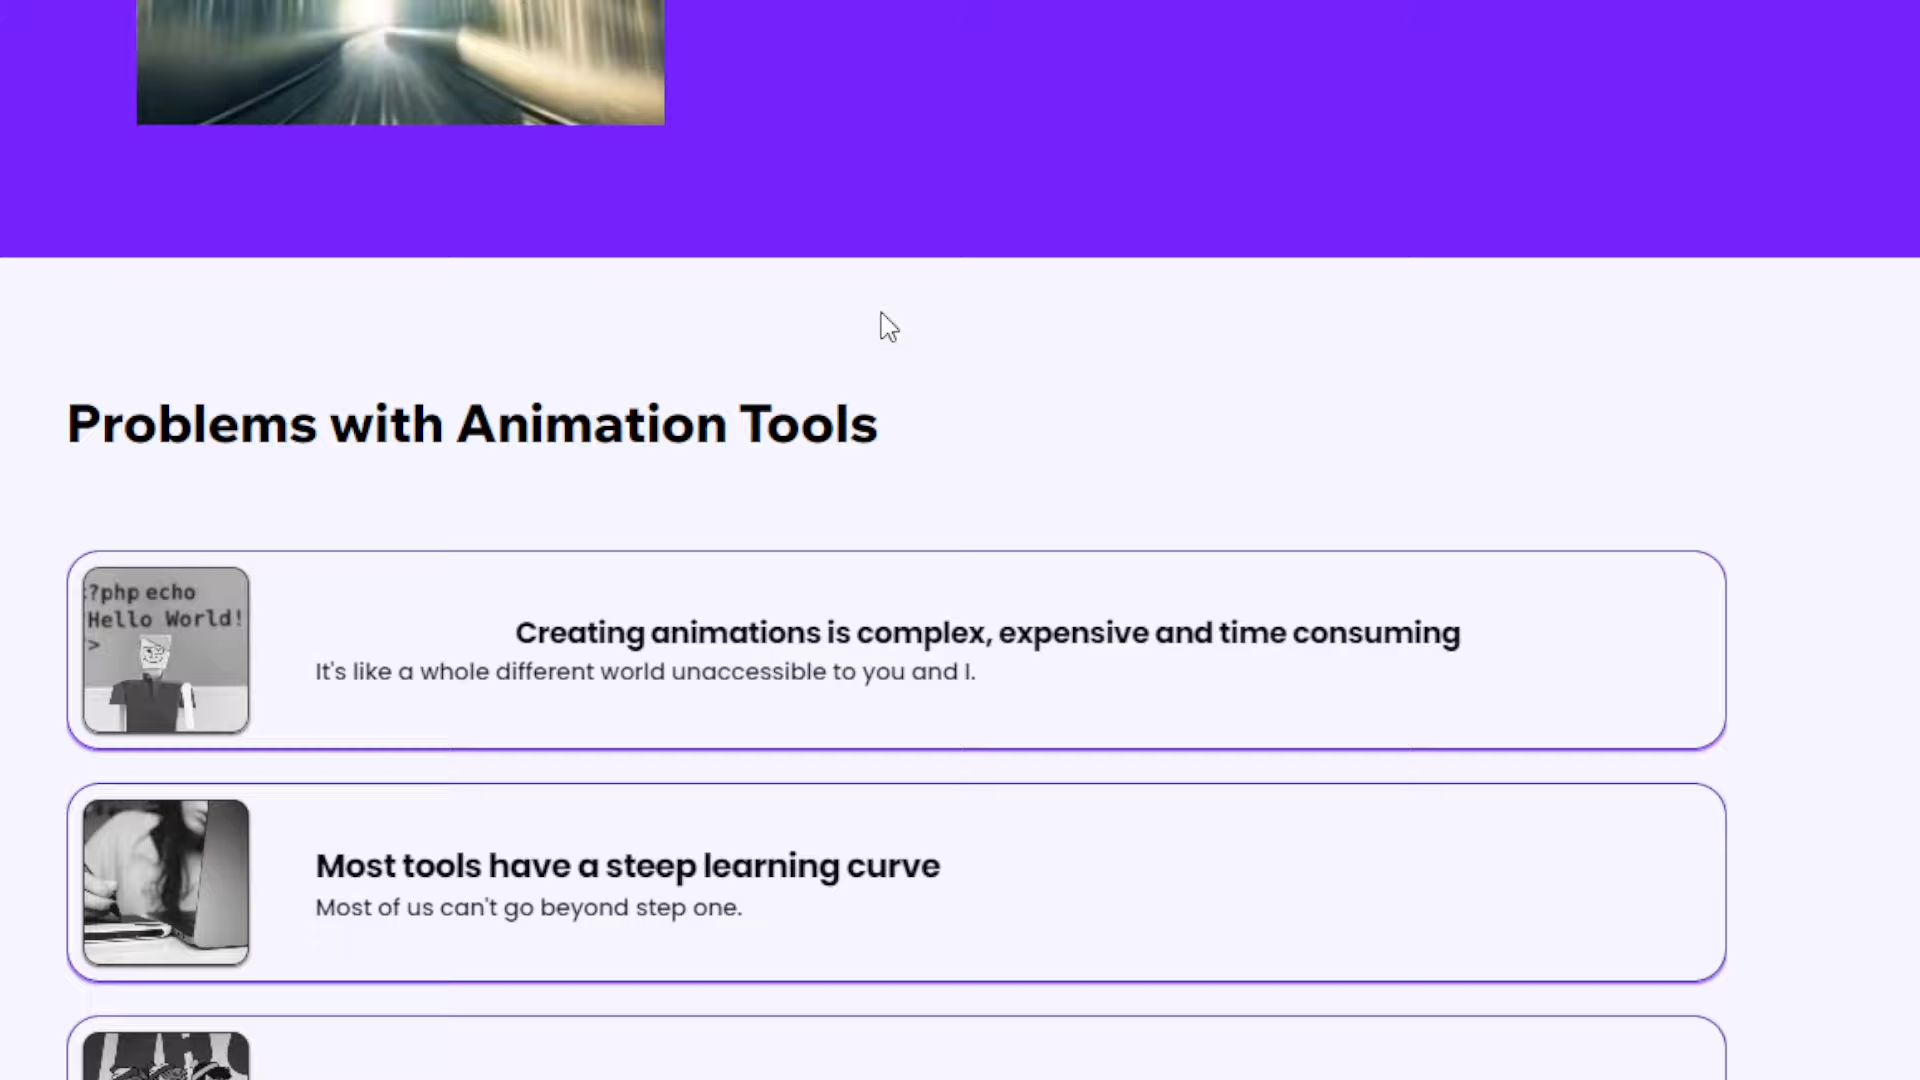 Problems with Animation Tools
?php echo
Hello World!
>
Creating animations is complex, expensive and time consuming
It's like a whole different world unaccessible to you and I.
Most tools have a steep learning curve
Most of us can't go beyond step one.